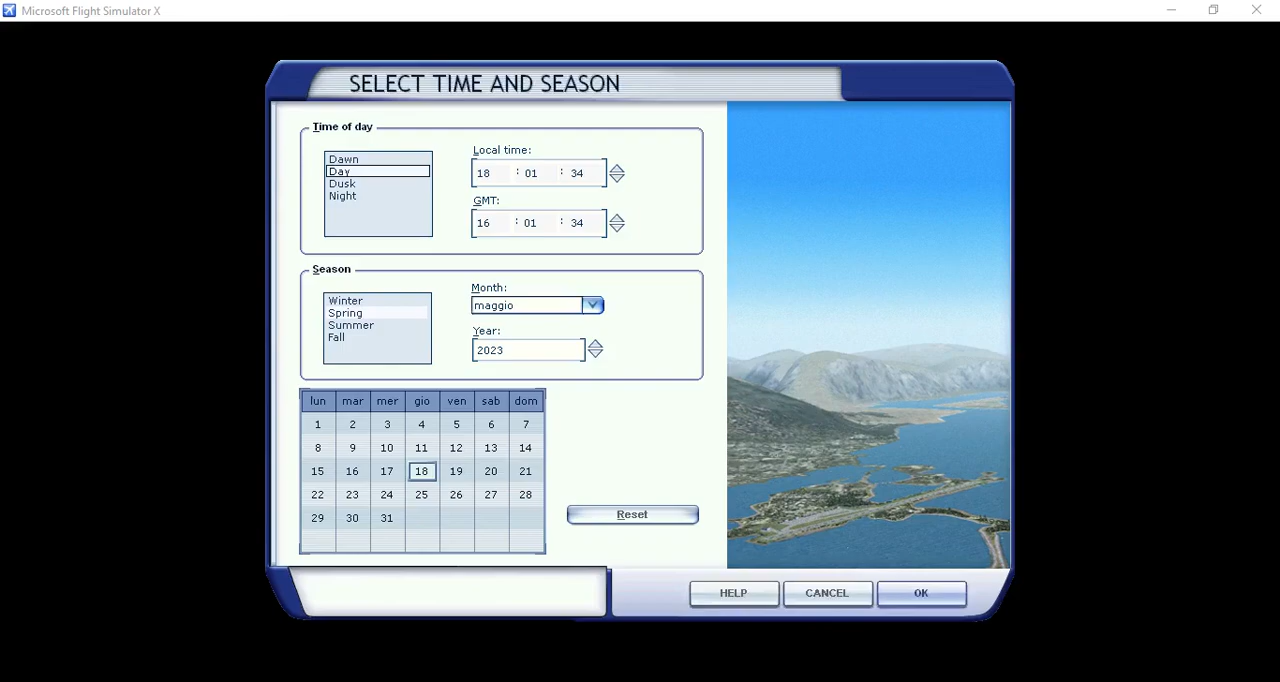 Microsoft Flight Simulator X
SELECT TIME AND SEASON
Time of day
Dawn
Day
Dusk
Night
Local time:
18 : 01 : 34
GMT:
16 : 01 : 34
Season
Winter
Spring
Summer
Fall
Month:
maggio
Year:
2023
lun mar mer gio ven sab dom
1 2 3 4 5 6 7
8 9 10 11 12 13 14
15 16 17 18 19 20 21
22 23 24 25 26 27 28
29 30 31
Reset
HELP CANCEL OK